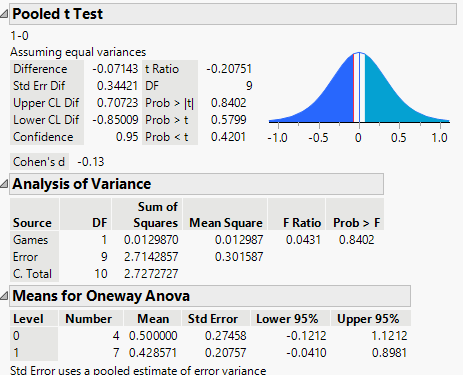 Pooled t Test
1-0
Assuming equal variances
Difference -0.07143 t Ratio -0.20751
Std Err Dif 0.34421 DF 9
Upper CL Dif 0.70723 Prob > |t| 0.8402
Lower CL Dif -0.85009 Prob > t 0.5799
Confidence 0.95 Prob < t 0.4201
-1.0 -0.5 0 0.5 1.0
Cohen's d -0.13
Analysis of Variance
Sum of
Source DF Squares Mean Square F Ratio Prob > F
Games 1 0.0129870 0.012987 0.0431 0.8402
Error 9 2.7142857 0.301587
C. Total 10 2.7272727
Means for Oneway Anova
Level Number Mean Std Error Lower 95% Upper 95%
0 4 0.500000 0.27458 -0.1212 1.1212
1 7 0.428571 0.20757 -0.0410 0.8981
Std Error uses a pooled estimate of error variance